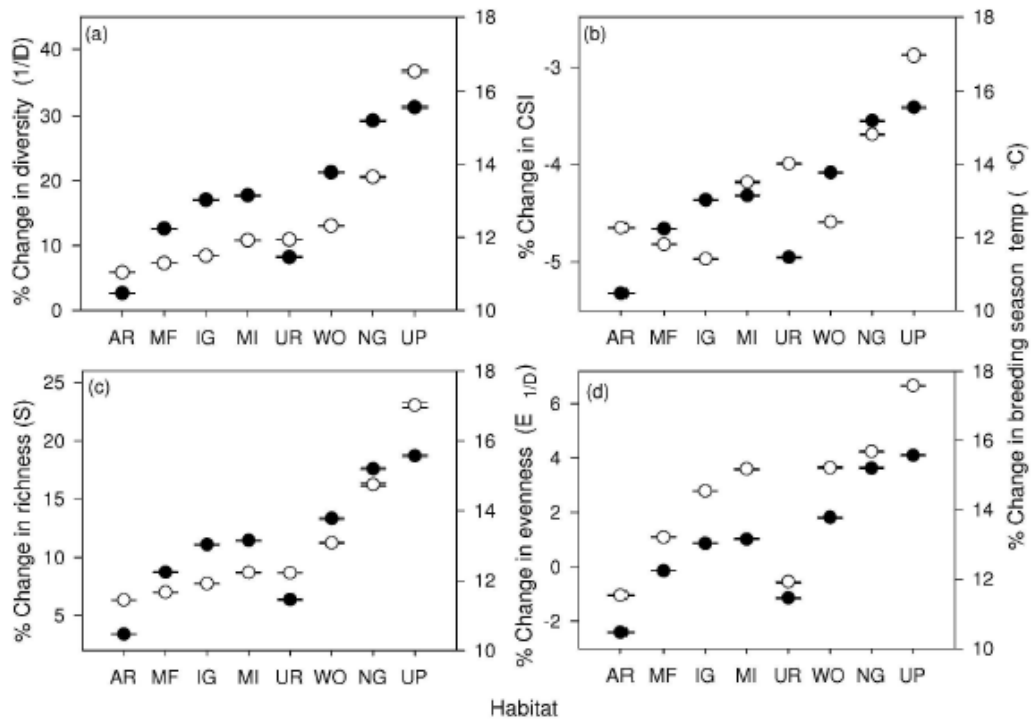 (a)
% Change in diversity (1/D)
40
30
20
10
0
18
16
14
12
10
AR MF IG MI UR WO NG UP
(b)
% Change in CSI
-3
-4
-5
18
16
14
12
10
AR MF IG MI UR WO NG UP
(c)
% Change in richness (S)
25
20
15
10
5
18
16
14
12
10
AR MF IG MI UR WO NG UP
(d)
% Change in evenness (E 1/D)
6
4
2
0
-2
18
16
14
12
10
AR MF IG MI UR WO NG UP
% Change in breeding season temp ( °C)
Habitat